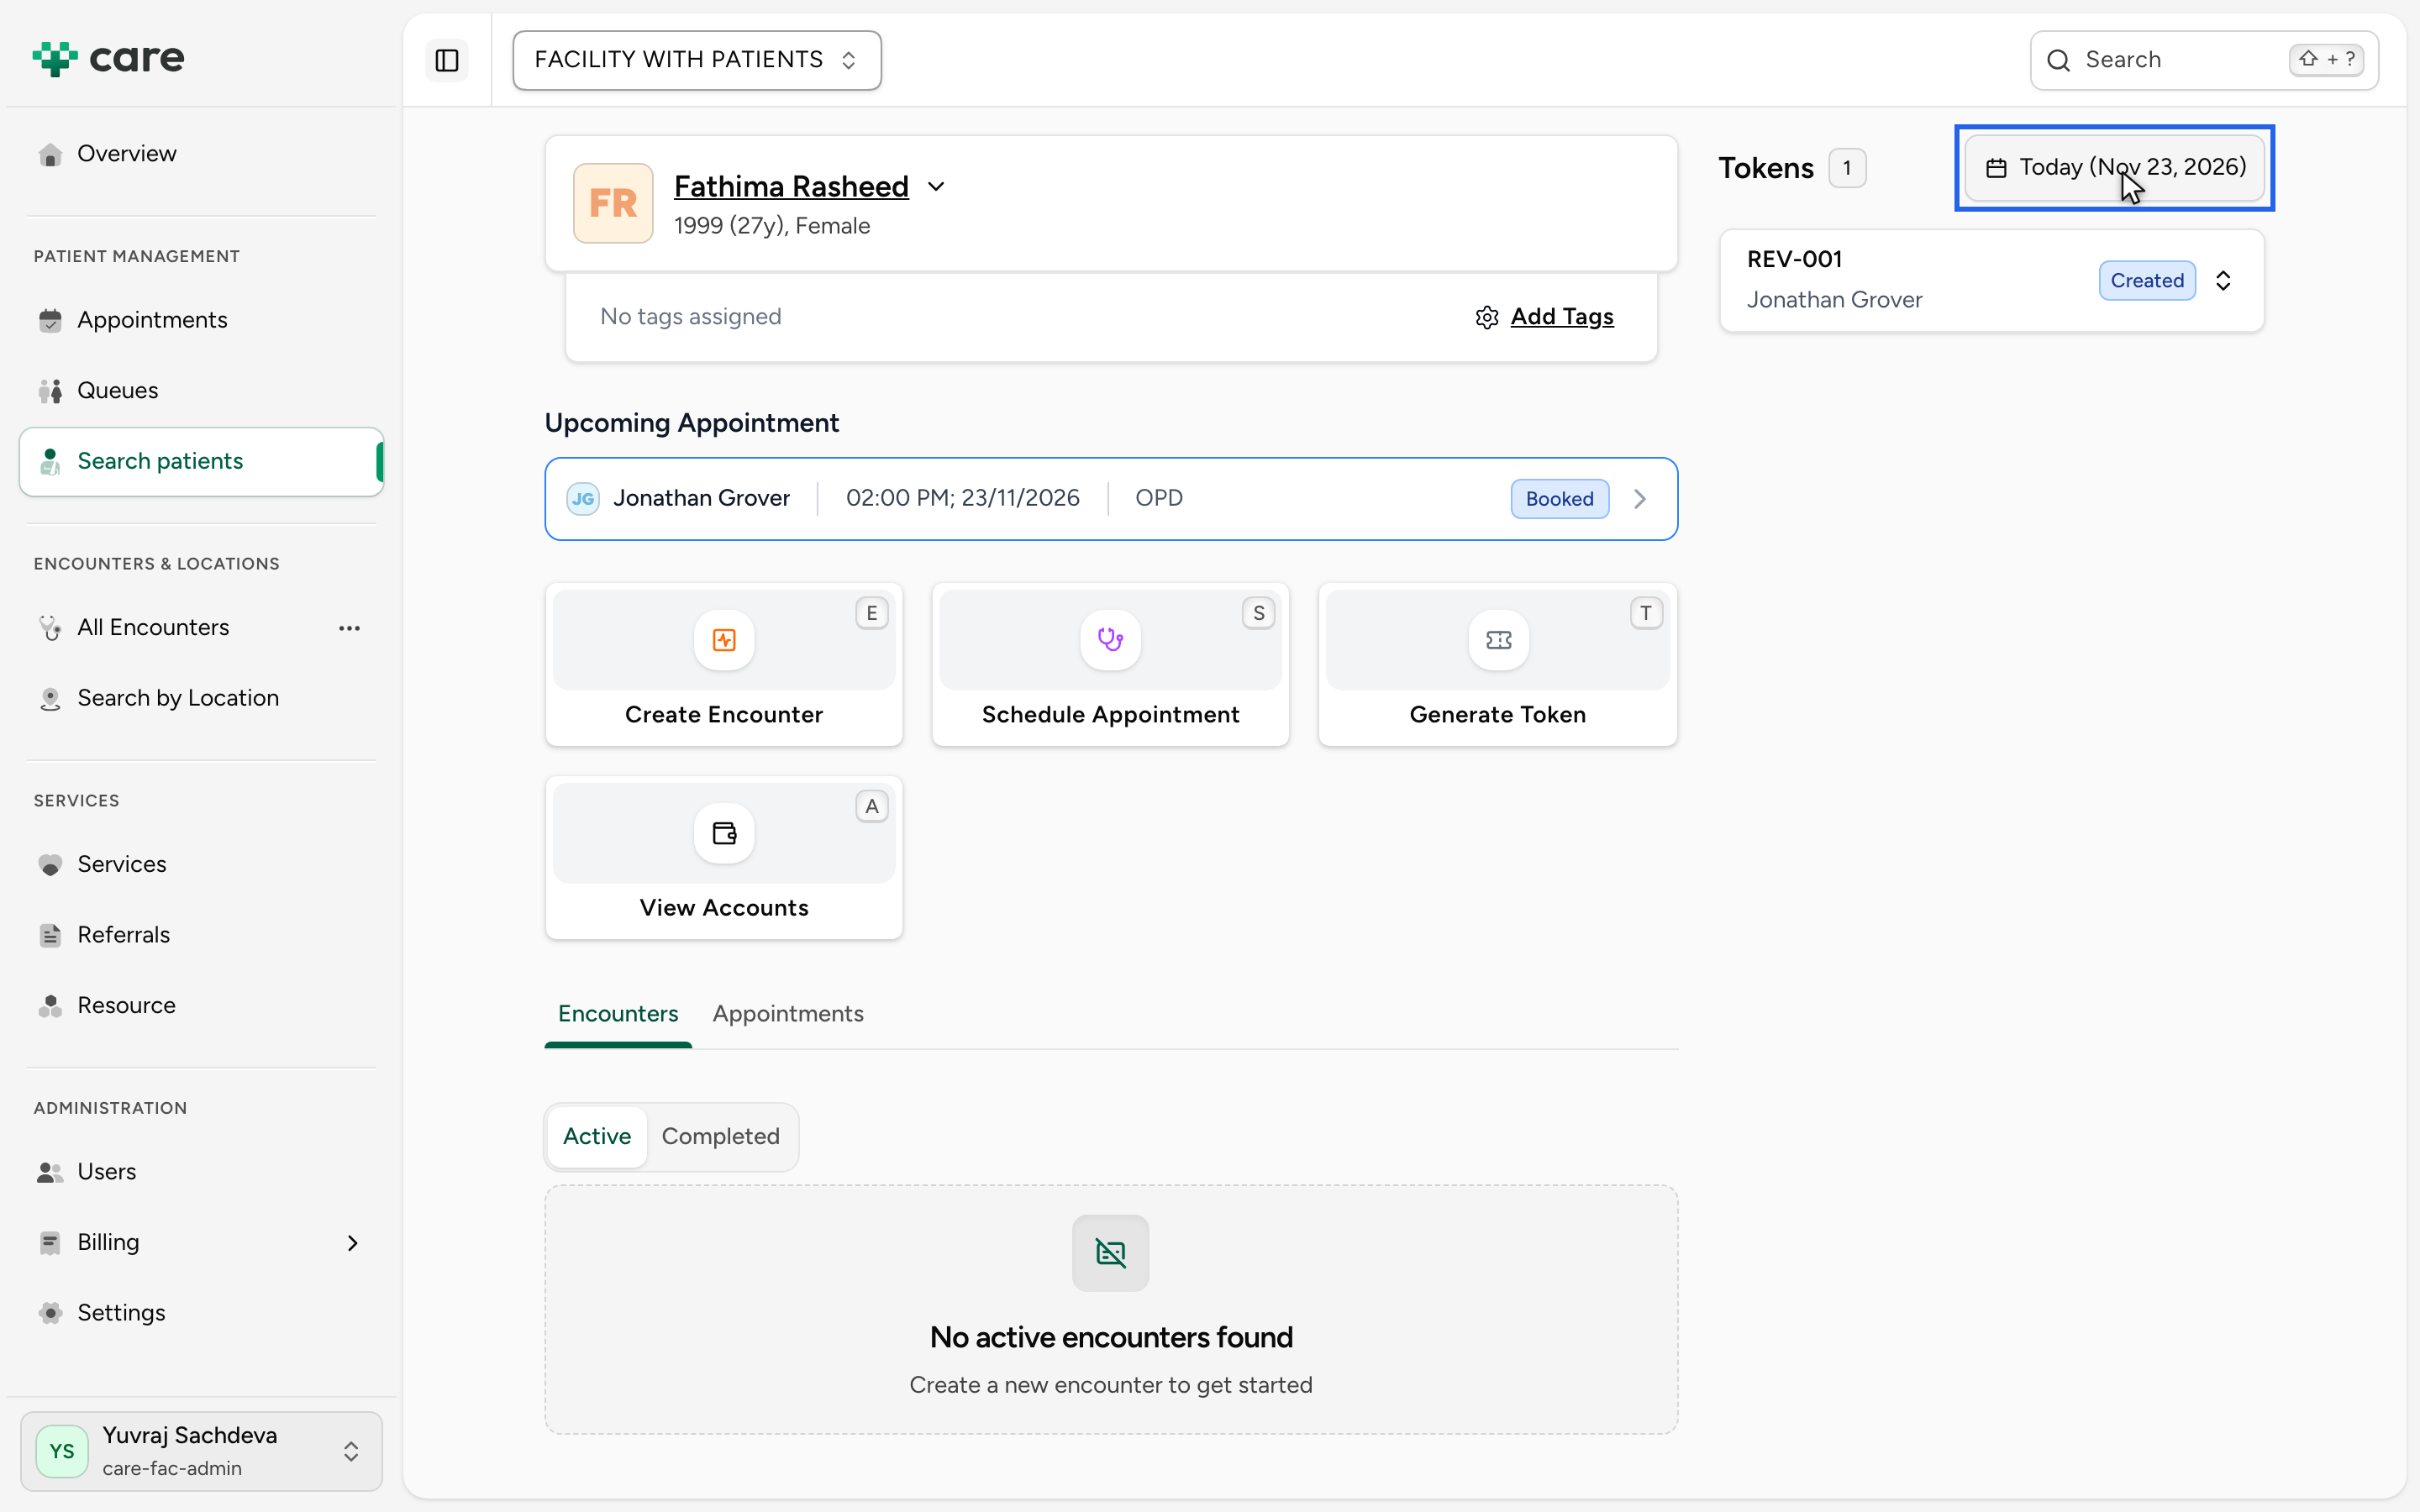 care
Overview
PATIENT MANAGEMENT
Appointments
Queues
Search patients
ENCOUNTERS & LOCATIONS
All Encounters
Search by Location
SERVICES
Services
Referrals
Resource
ADMINISTRATION
Users
Billing
Settings
YS
Yuvraj Sachdeva
care-fac-admin
FACILITY WITH PATIENTS
Search
+ ?
FR
Fathima Rasheed
1999 (27y), Female
No tags assigned
Add Tags
Upcoming Appointment
JG Jonathan Grover 02:00 PM; 23/11/2026 OPD Booked
E
Create Encounter
S
Schedule Appointment
T
Generate Token
A
View Accounts
Encounters Appointments
Active Completed
No active encounters found
Create a new encounter to get started
Tokens 1
Today (Nov 23, 2026)
REV-001
Jonathan Grover
Created